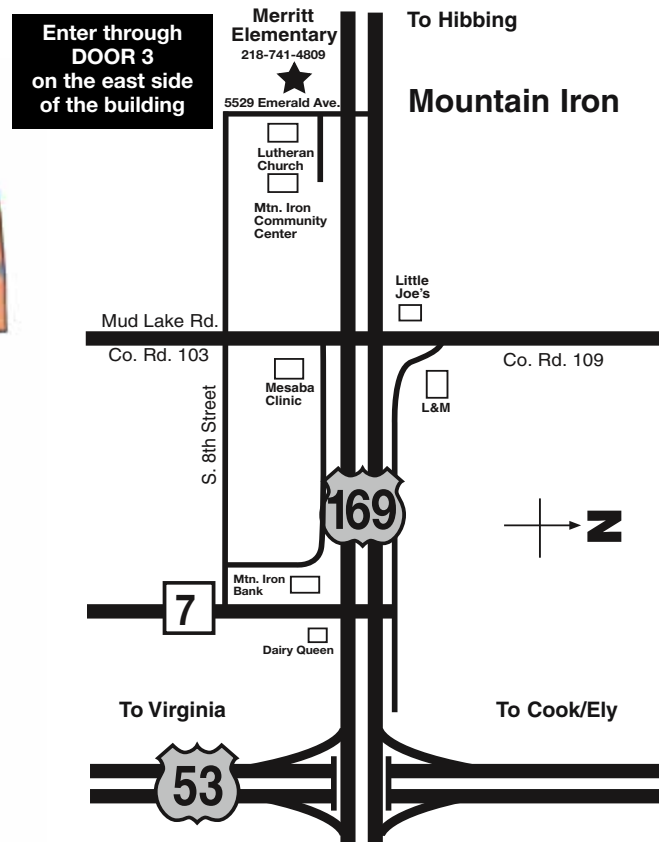 Enter through
DOOR 3
on the east side
of the building
Merritt
Elementary
218-741-4809
5529 Emerald Ave.
To Hibbing
Mountain Iron
Lutheran
Church
Mtn. Iron
Community
Center
Little
Joe's
Mud Lake Rd.
Co. Rd. 103
Co. Rd. 109
Mesaba
Clinic
L&M
S. 8th Street
169
N
Mtn. Iron
Bank
7
Dairy Queen
To Virginia
To Cook/Ely
53